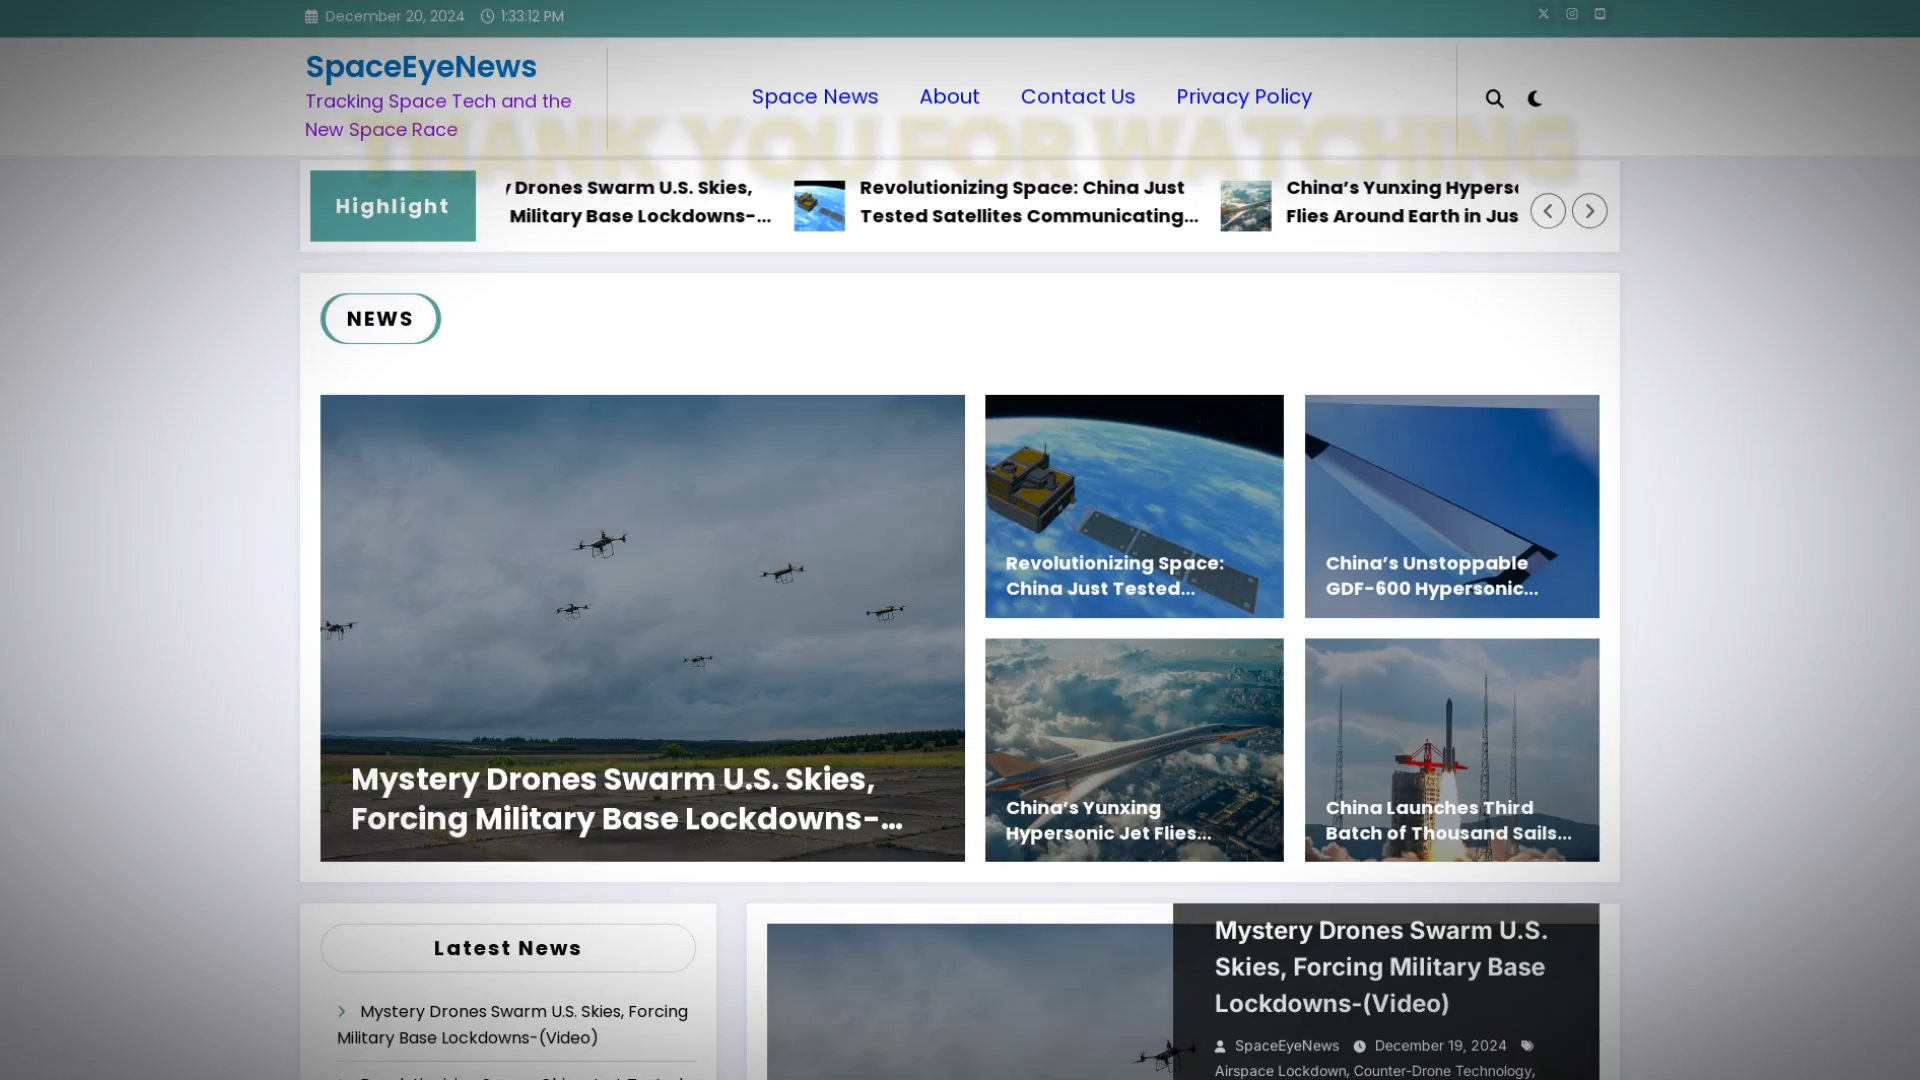 December 20, 2024 1:33:12 PM
SpaceEyeNews
Tracking Space Tech and the
New Space Race
Space News About Contact Us Privacy Policy
THANK YOU FOR WATCHING
Highlight
Drones Swarm U.S. Skies,
Military Base Lockdowns-...
Revolutionizing Space: China Just
Tested Satellites Communicating...
China’s Yunxing Hypers
Flies Around Earth in Jus
NEWS
Mystery Drones Swarm U.S. Skies,
Forcing Military Base Lockdowns-...
Revolutionizing Space:
China Just Tested...
China’s Unstoppable
GDF-600 Hypersonic...
China’s Yunxing
Hypersonic Jet Flies...
China Launches Third
Batch of Thousand Sails...
Latest News
Mystery Drones Swarm U.S. Skies, Forcing
Military Base Lockdowns-(Video)
Mystery Drones Swarm U.S.
Skies, Forcing Military Base
Lockdowns-(Video)
SpaceEyeNews December 19, 2024
Airspace Lockdown, Counter-Drone Technology,